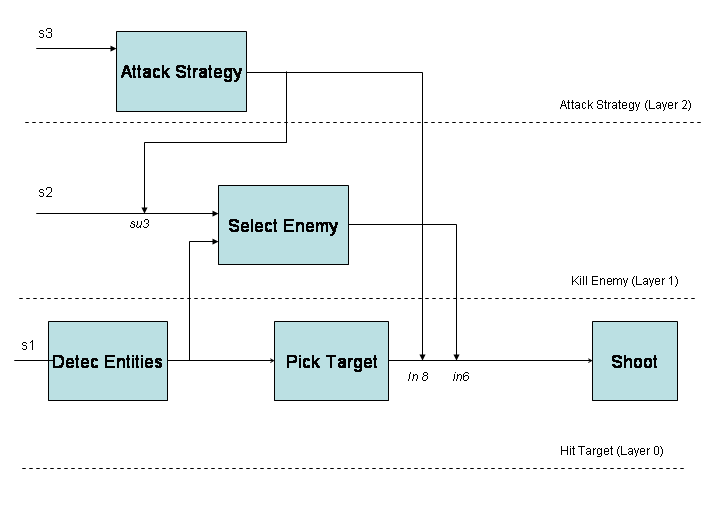 s3
Attack Strategy
Attack Strategy (Layer 2)
s2
su3
Select Enemy
Kill Enemy (Layer 1)
s1
Detec Entities
Pick Target
Shoot
In 8
in6
Hit Target (Layer 0)